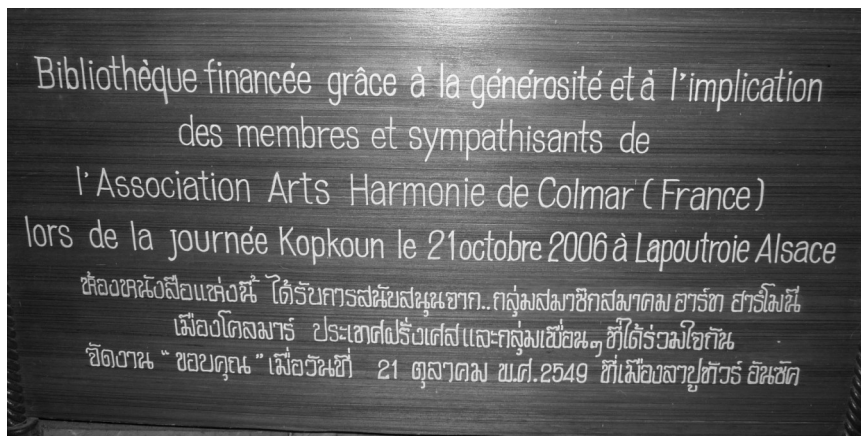 Bibliothèque financée grâce à la générosité et à l'implication
des membres et sympathisants de
l'Association Arts Harmonie de Colmar (France)
lors de la journée Kopkoun le 21 octobre 2006 à Lapoutroie Alsace
ห้องหนังสือแห่งนี้ ได้รับการสนับสนุนจาก..กลุ่มสมาชิกสมาคม อาร์ท ฮาร์โมนี
เมืองโคลมาร์ ประเทศฝรั่งเศสและกลุ่มเพื่อนๆ ที่ได้ร่วมใจกัน
จัดงาน “ ขอบคุณ ” เมื่อวันที่ 21 ตุลาคม พ.ศ.2549 ที่เมืองลาปูทัวร์ อัลซัค